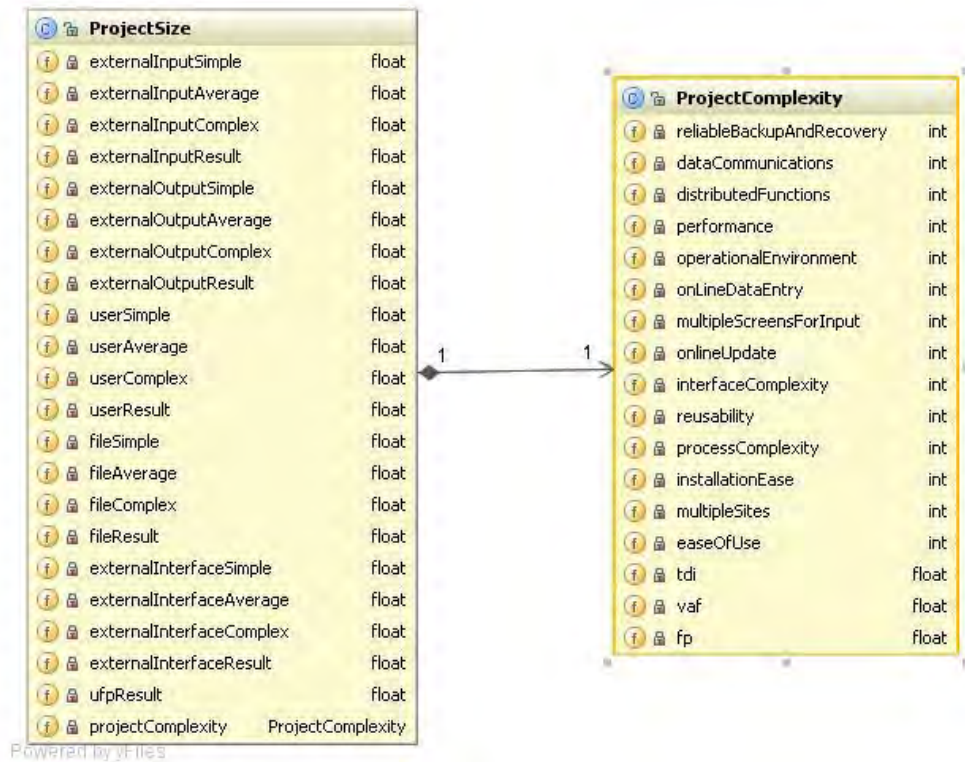 ProjectSize
externalInputSimple float
externalInputAverage float
externalInputComplex float
externalInputResult float
externalOutputSimple float
externalOutputAverage float
externalOutputComplex float
externalOutputResult float
userSimple float
userAverage float
userComplex float
userResult float
fileSimple float
fileAverage float
fileComplex float
fileResult float
externalInterfaceSimple float
externalInterfaceAverage float
externalInterfaceComplex float
externalInterfaceResult float
ufpResult float
projectComplexity ProjectComplexity
1 1
ProjectComplexity
reliableBackupAndRecovery int
dataCommunications int
distributedFunctions int
performance int
operationalEnvironment int
onLineDataEntry int
multipleScreensForInput int
onlineUpdate int
interfaceComplexity int
reusability int
processComplexity int
installationEase int
multipleSites int
easeOfUse int
tdi float
vaf float
fp float
Powered by yFiles